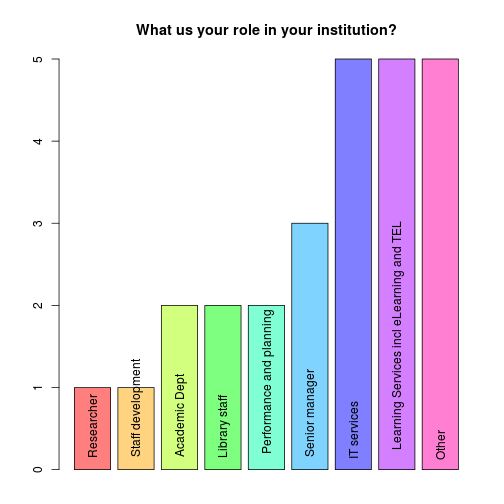 What us your role in your institution?
5
4
3
2
1
0
Researcher
Staff development
Academic Dept
Library staff
Performance and planning
Senior manager
IT services
Learning Services incl eLearning and TEL
Other